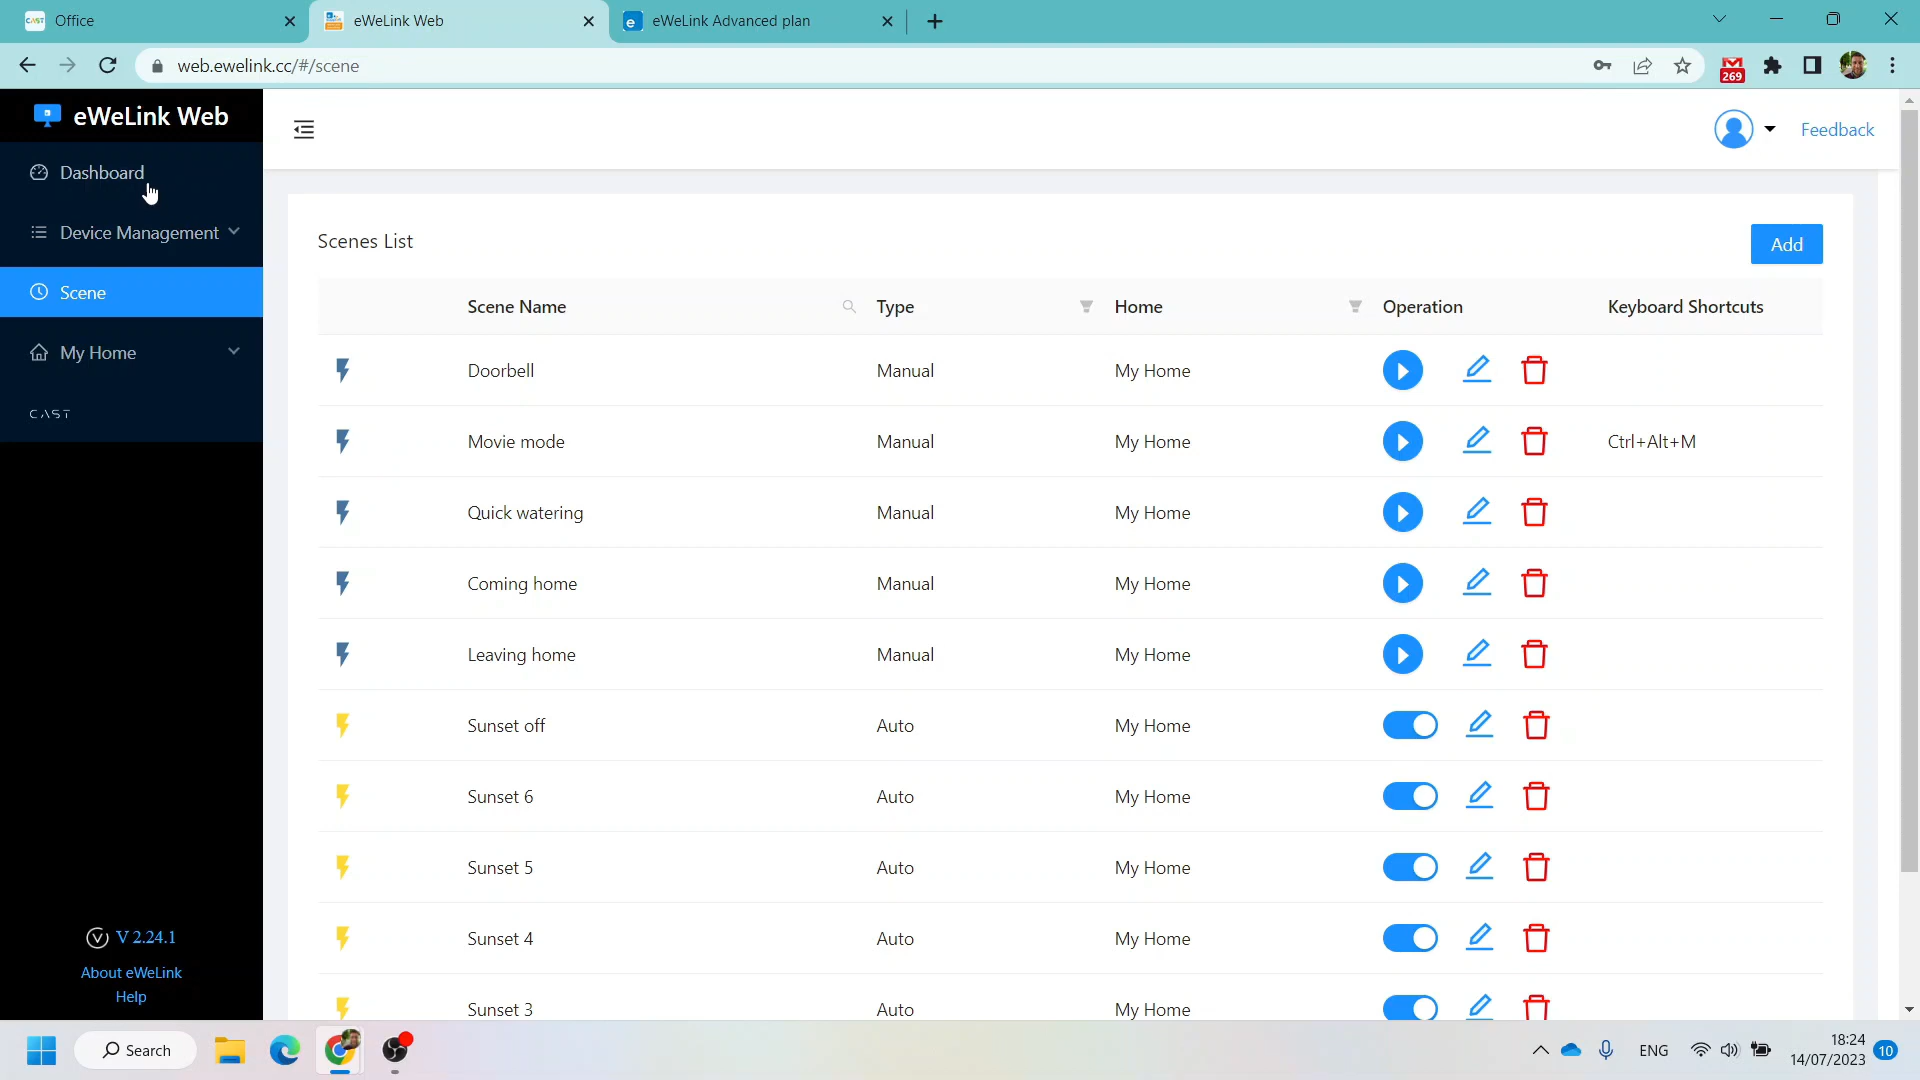 CAST Office
eWeLink Web
e eWeLink Advanced plan
web.ewelink.cc/#/scene
269
eWeLink Web
Feedback
Dashboard
Device Management
Scene
My Home
CAST
V 2.24.1
About eWeLink
Help
Scenes List
Add
Scene Name Type Home Operation Keyboard Shortcuts
Doorbell Manual My Home
Movie mode Manual My Home Ctrl+Alt+M
Quick watering Manual My Home
Coming home Manual My Home
Leaving home Manual My Home
Sunset off Auto My Home
Sunset 6 Auto My Home
Sunset 5 Auto My Home
Sunset 4 Auto My Home
Sunset 3 Auto My Home
Search
ENG
18:24
14/07/2023
10